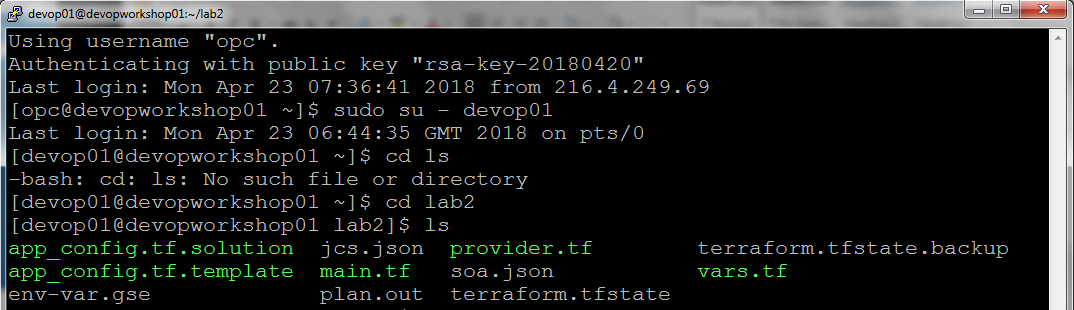 devop01@devopworkshop01:~/lab2
Using username "opc".
Authenticating with public key "rsa-key-20180420"
Last login: Mon Apr 23 07:36:41 2018 from 216.4.249.69
[opc@devopworkshop01 ~]$ sudo su - devop01
Last login: Mon Apr 23 06:44:35 GMT 2018 on pts/0
[devop01@devopworkshop01 ~]$ cd ls
-bash: cd: ls: No such file or directory
[devop01@devopworkshop01 ~]$ cd lab2
[devop01@devopworkshop01 lab2]$ ls
app_config.tf.solution jcs.json provider.tf terraform.tfstate.backup
app_config.tf.template main.tf soa.json vars.tf
env-var.gse plan.out terraform.tfstate